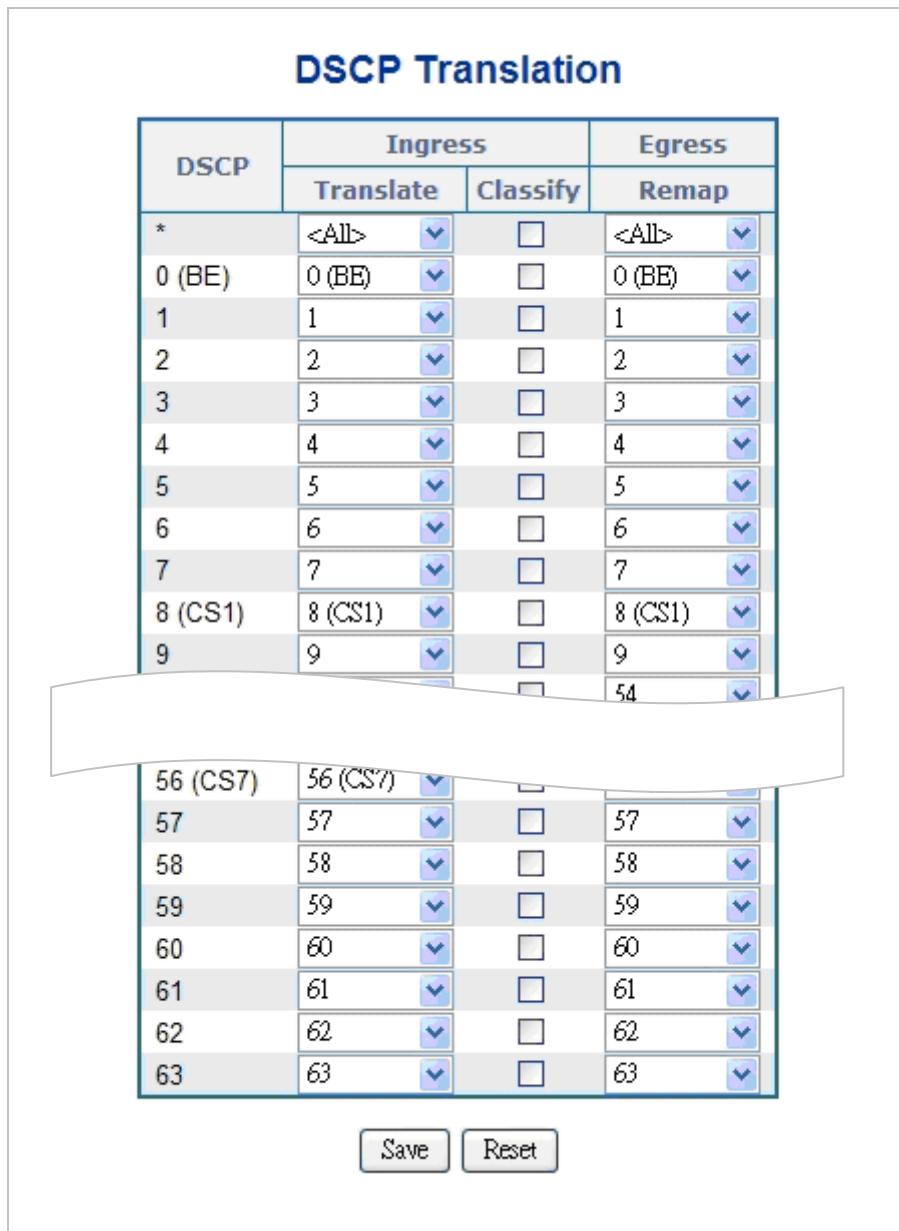 DSCP Translation
DSCP Ingress Egress
Translate Classify Remap
* <All> <All>
0 (BE) 0 (BE) 0 (BE)
1 1 1
2 2 2
3 3 3
4 4 4
5 5 5
6 6 6
7 7 7
8 (CS1) 8 (CS1) 8 (CS1)
9 9 9
54
56 (CS7) 56 (CS7)
57 57 57
58 58 58
59 59 59
60 60 60
61 61 61
62 62 62
63 63 63
Save Reset